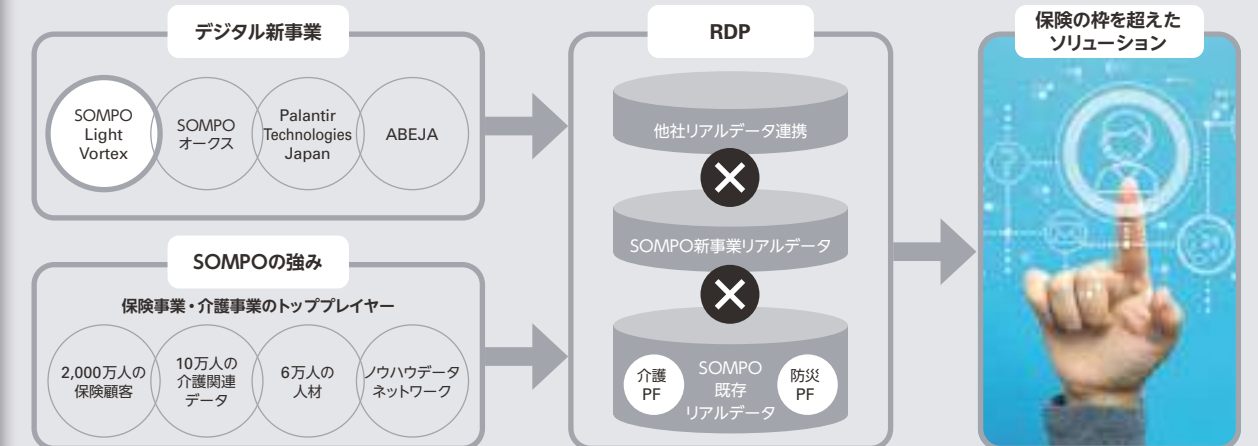 デジタル新事業
SOMPO
Light
Vortex
SOMPO
オークス
Palantir
Technologies
Japan
ABEJA
SOMPOの強み
保険事業・介護事業のトッププレイヤー
2,000万人の
保険顧客
10万人の
介護関連
データ
6万人の
人材
ノウハウデータ
ネットワーク
RDP
他社リアルデータ連携
SOMPO新事業リアルデータ
介護
PF
SOMPO
既存
リアルデータ
防災
PF
保険の枠を超えた
ソリューション